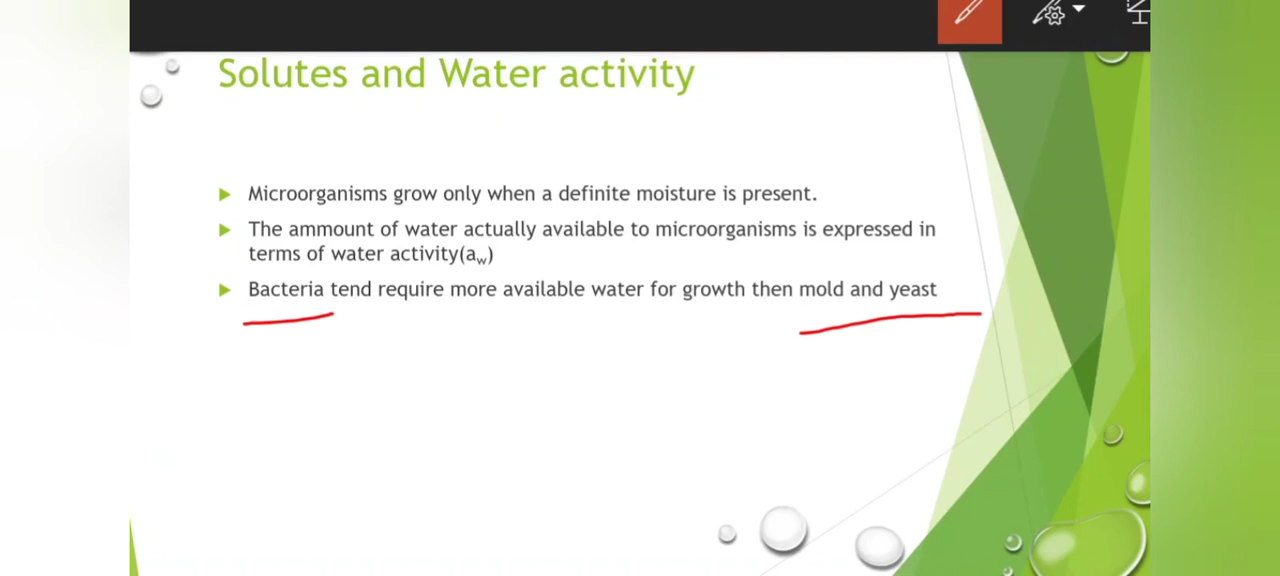 Solutes and Water activity
Microorganisms grow only when a definite moisture is present.
The ammount of water actually available to microorganisms is expressed in
terms of water activity(aw)
Bacteria tend require more available water for growth then mold and yeast